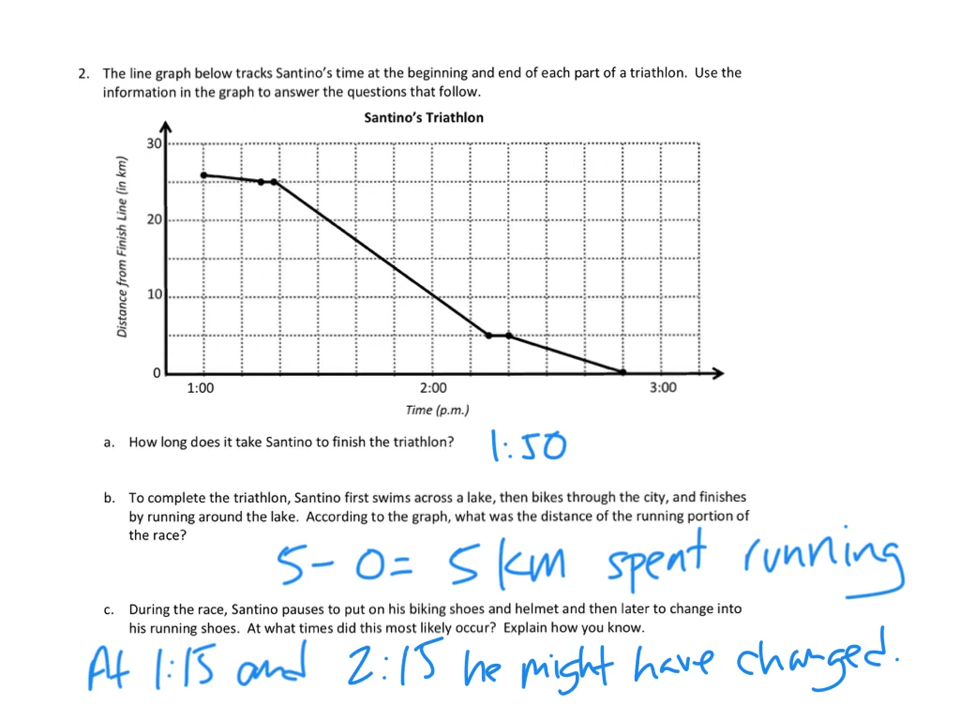 2. The line graph below tracks Santino's time at the beginning and end of each part of a triathlon. Use the
information in the graph to answer the questions that follow.
Santino's Triathlon
Distance from Finish Line (in km)
30
20
10
0
1:00 2:00 3:00
Time (p.m.)
a. How long does it take Santino to finish the triathlon? 1:50
b. To complete the triathlon, Santino first swims across a lake, then bikes through the city, and finishes
by running around the lake. According to the graph, what was the distance of the running portion of
the race?
5-0= 5 km spent running
c. During the race, Santino pauses to put on his biking shoes and helmet and then later to change into
his running shoes. At what times did this most likely occur? Explain how you know.
At 1:15 and 2:15 he might have changed.